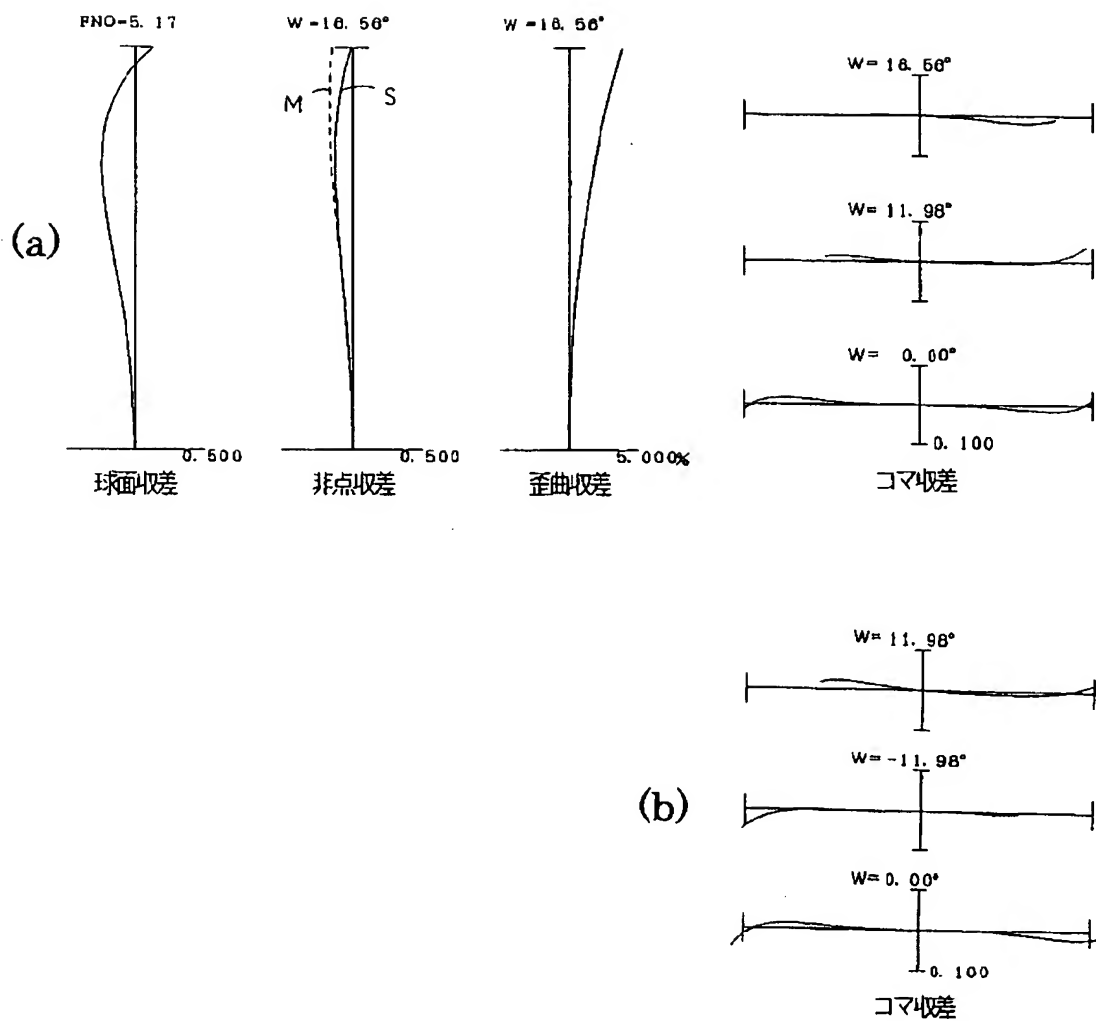 FNO=5. 17
W =16. 56°
W =16. 56°
M
S
(a)
0. 500
0. 500
5. 000%
球面収差
非点収差
歪曲収差
W= 16. 56°
W= 11. 98°
W= 0. 00°
0. 100
コマ収差
(b)
W= 11. 98°
W= -11. 98°
W= 0. 00°
0. 100
コマ収差